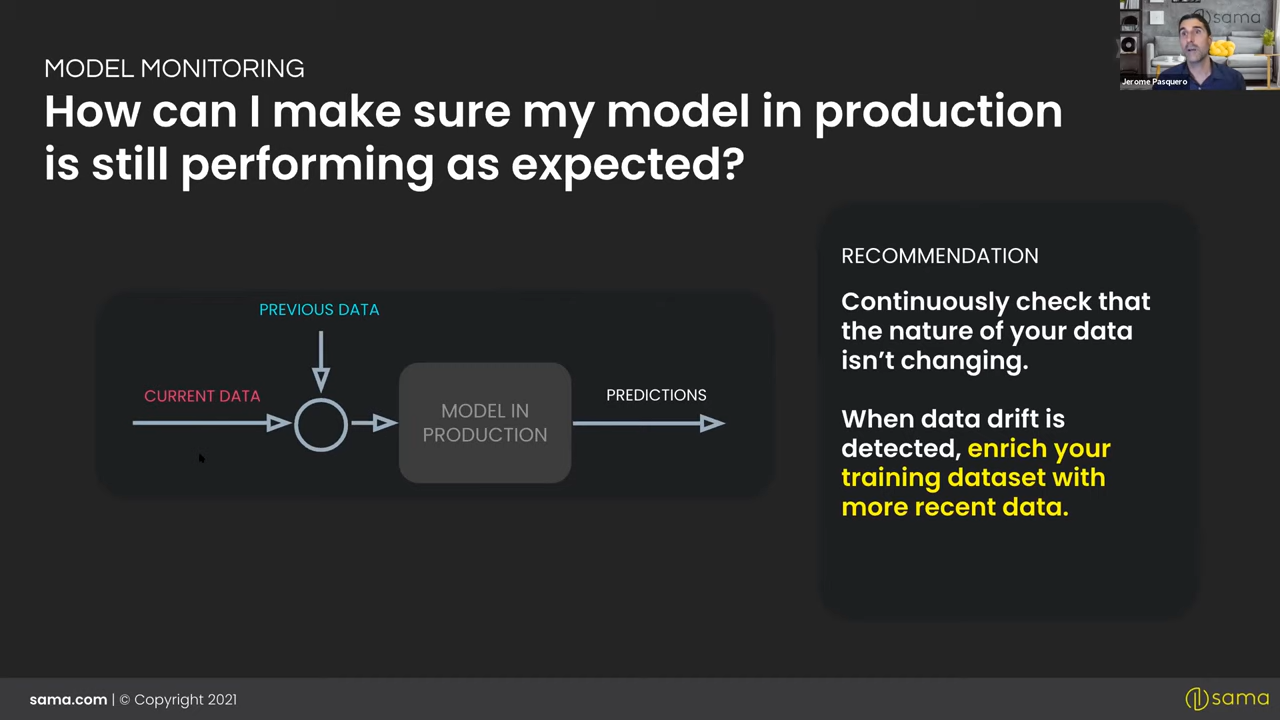 sama
Jerome Pasquero
MODEL MONITORING
How can I make sure my model in production
is still performing as expected?
PREVIOUS DATA
CURRENT DATA
MODEL IN
PRODUCTION
PREDICTIONS
RECOMMENDATION
Continuously check that
the nature of your data
isn’t changing.
When data drift is
detected, enrich your
training dataset with
more recent data.
sama.com | © Copyright 2021
sama